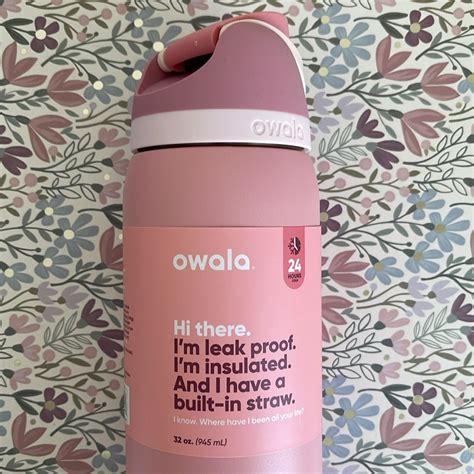 owala
owala.
24
HOURS
Hi there.
I'm leak proof.
I'm insulated.
And I have a
built-in straw.
I know. Where have I been all your life?
32 oz. (945 mL)